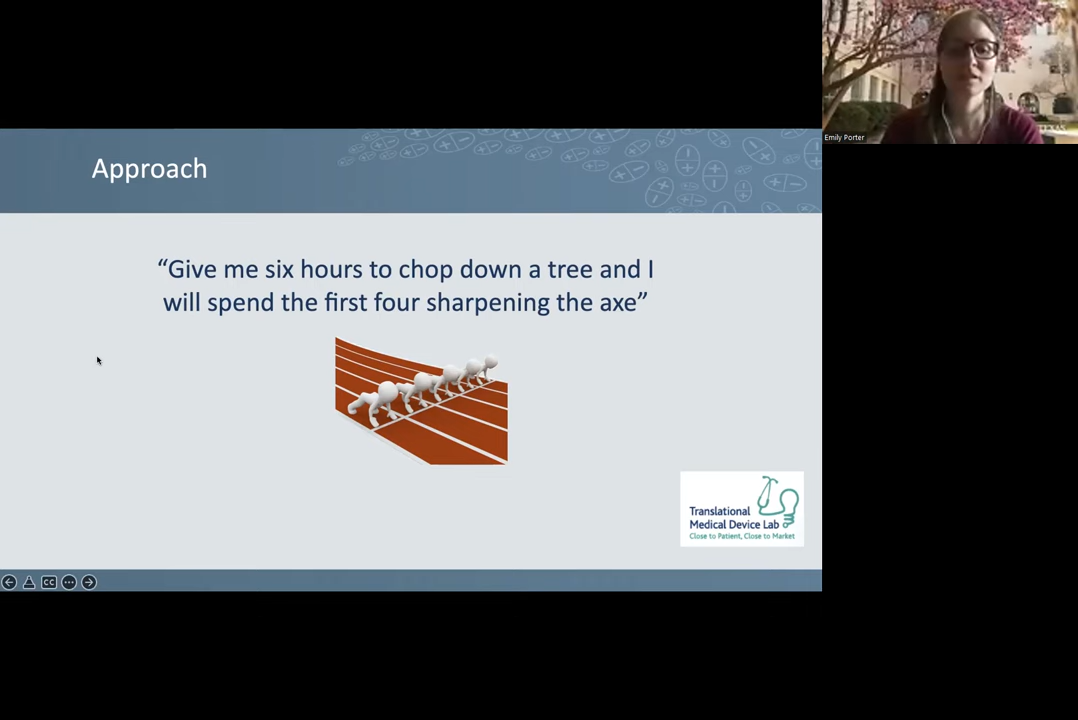 Emily Porter
Approach
“Give me six hours to chop down a tree and I
will spend the first four sharpening the axe”
Translational
Medical Device Lab
Close to Patient, Close to Market
CC